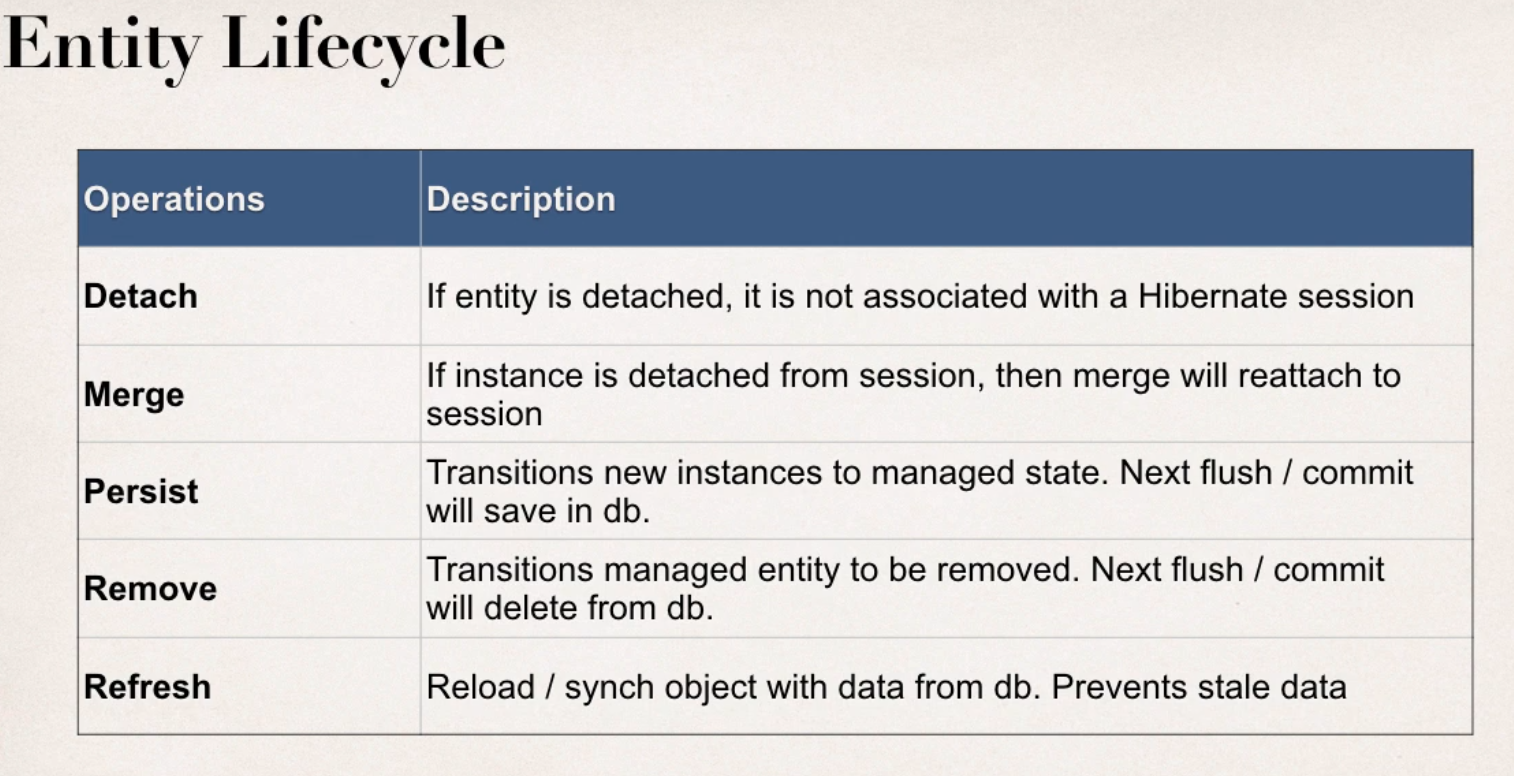 Entity Lifecycle
Operations
Description
Detach
If entity is detached, it is not associated with a Hibernate session
Merge
If instance is detached from session, then merge will reattach to
session
Persist
Transitions new instances to managed state. Next flush / commit
will save in db.
Remove
Transitions managed entity to be removed. Next flush / commit
will delete from db.
Refresh
Reload / synch object with data from db. Prevents stale data